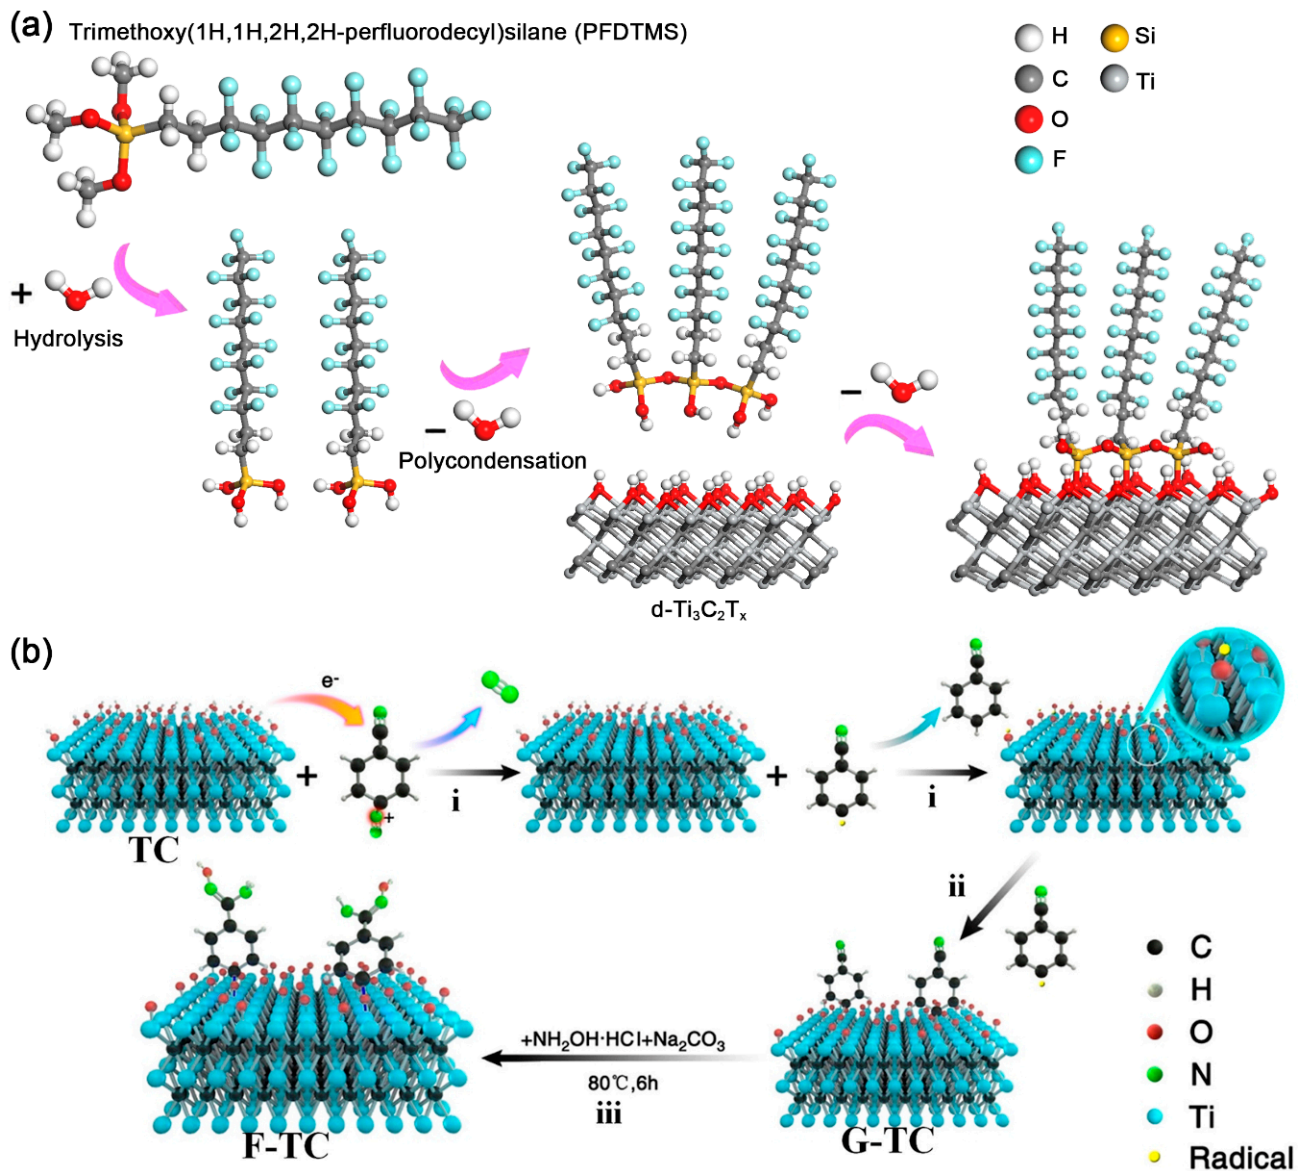 (a) Trimethoxy(1H,1H,2H,2H-perfluorodecyl)silane (PFDTMS)
H Si
C Ti
O
F
+
Hydrolysis
−
Polycondensation
−
d-Ti₃C₂Tₓ
(b)
e⁻
+
+
i
+
i
TC
ii
+NH₂OH·HCl+Na₂CO₃
80℃,6h
iii
F-TC
G-TC
C
H
O
N
Ti
Radical